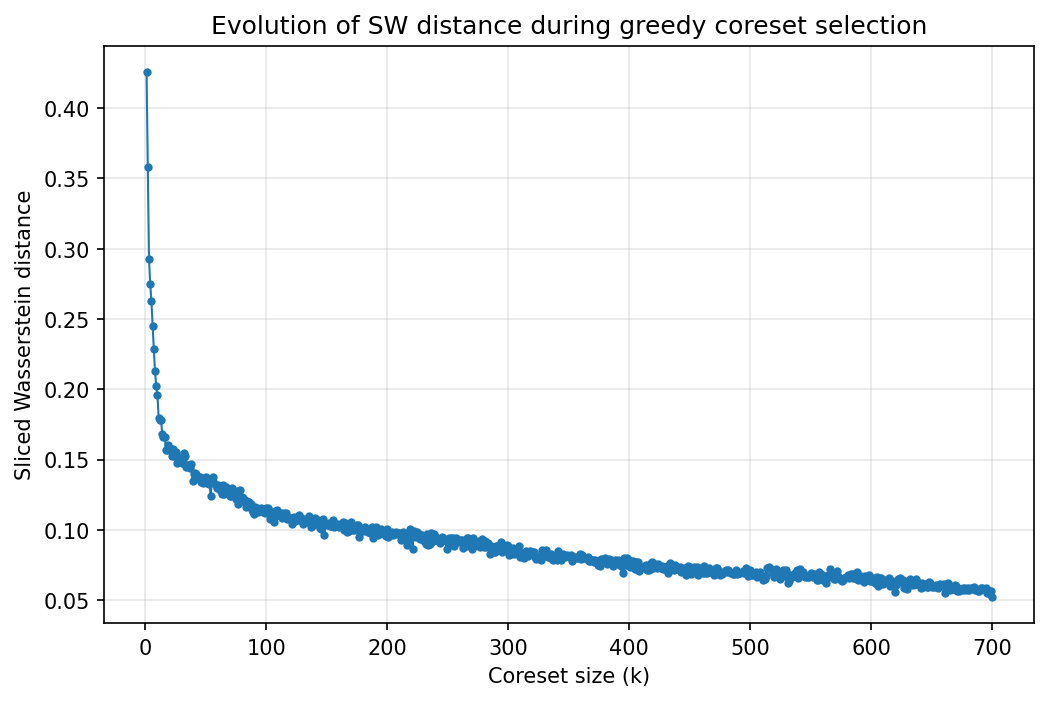 Evolution of SW distance during greedy coreset selection
Sliced Wasserstein distance
0.40
0.35
0.30
0.25
0.20
0.15
0.10
0.05
0 100 200 300 400 500 600 700
Coreset size (k)